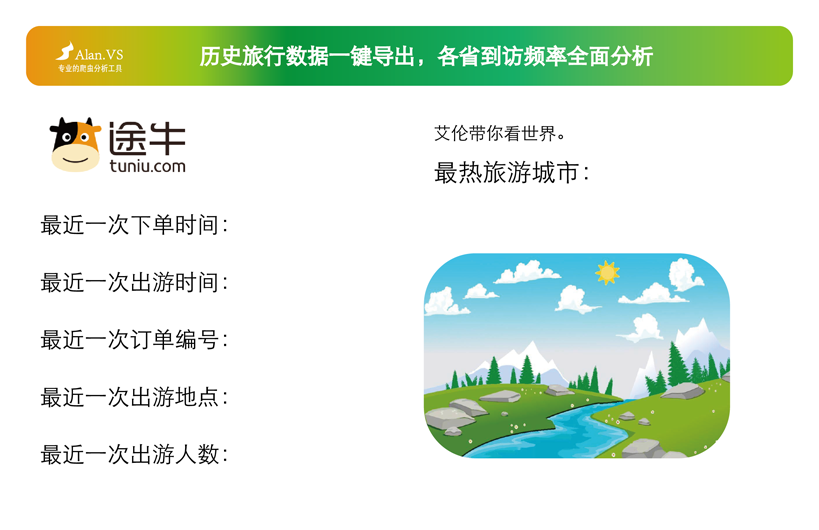 Alan.VS
专业的爬虫分析工具
历史旅行数据一键导出，各省到访频率全面分析
途牛
tuniu.com
艾伦带你看世界。
最热旅游城市：
最近一次下单时间：
最近一次出游时间：
最近一次订单编号：
最近一次出游地点：
最近一次出游人数：